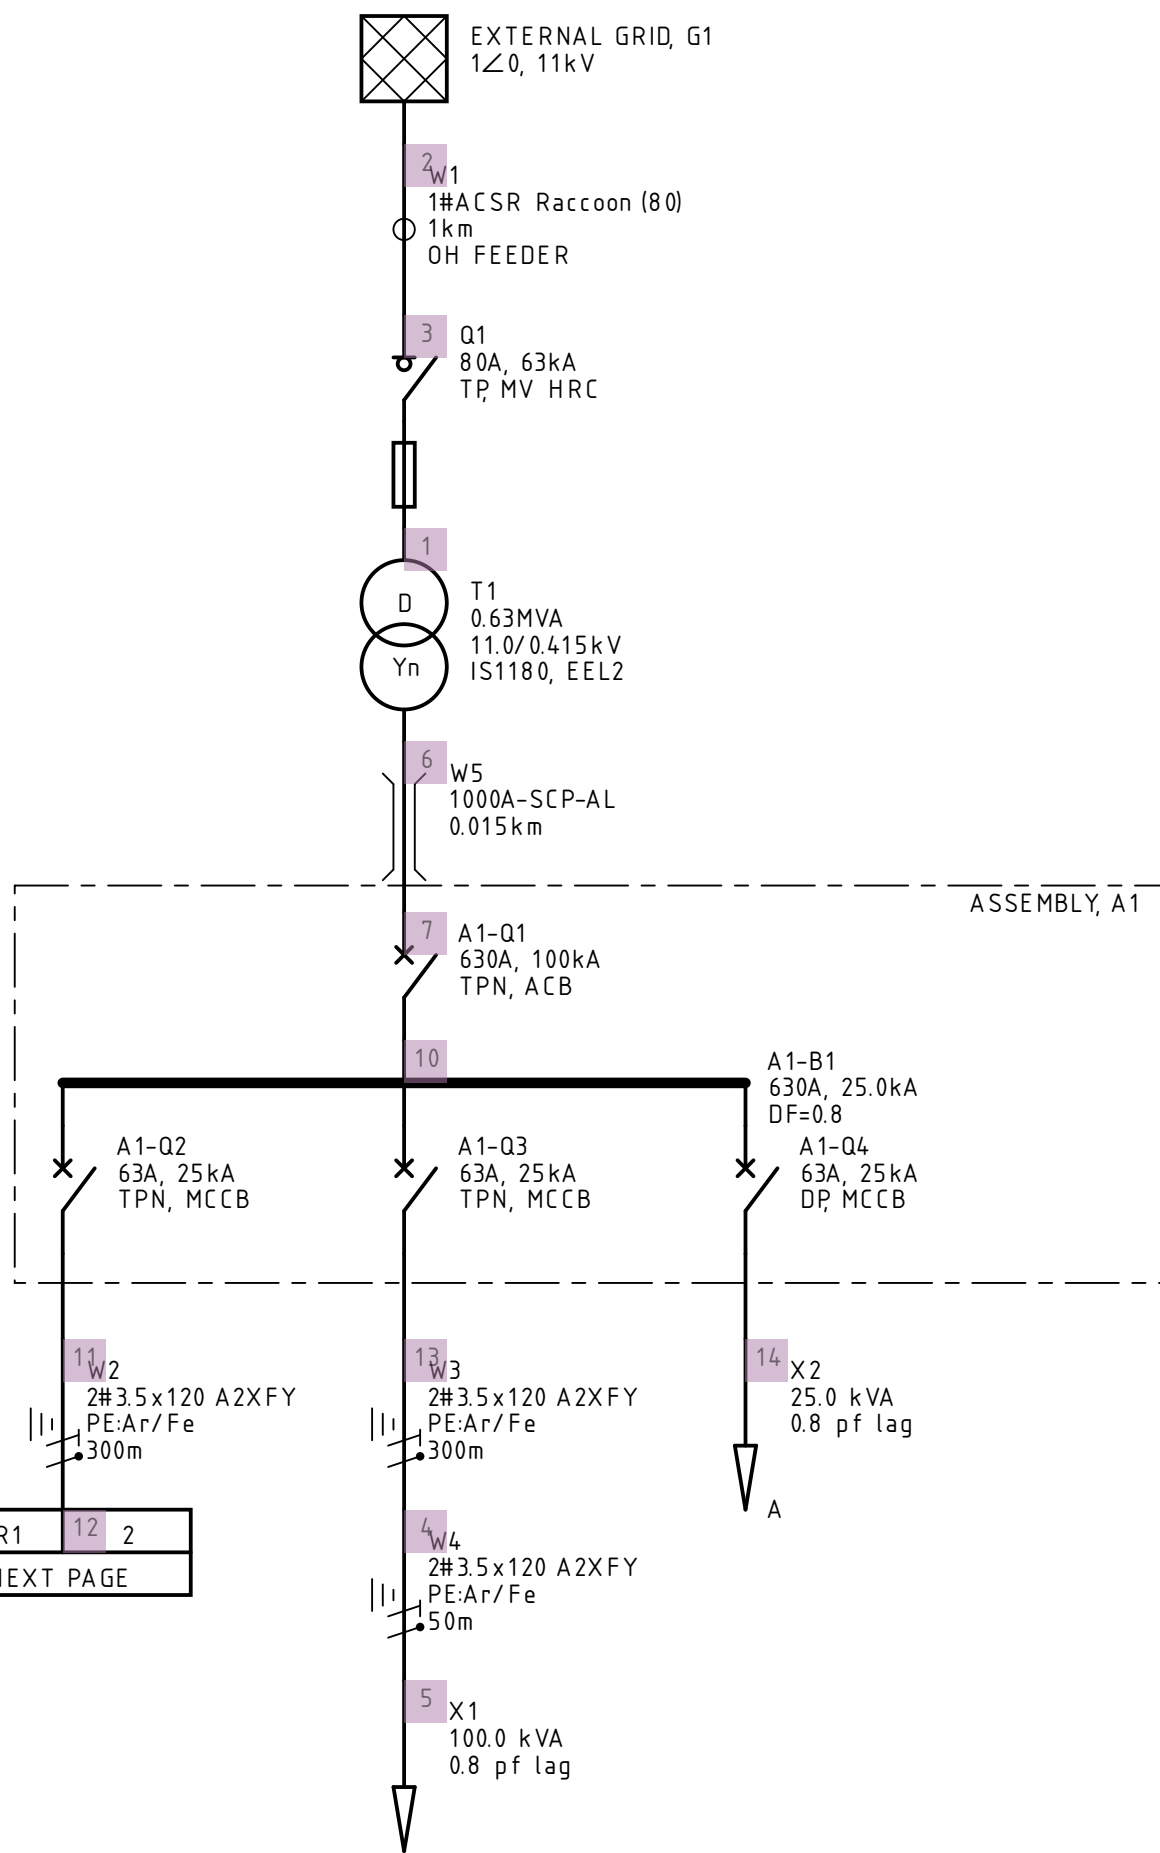 EXTERNAL GRID, G1
1∠0, 11kV
2
W1
1#ACSR Raccoon (80)
1km
OH FEEDER
3
Q1
80A, 63kA
TP, MV HRC
1
D
Yn
T1
0.63MVA
11.0/0.415kV
IS1180, EEL2
6
W5
1000A-SCP-AL
0.015km
ASSEMBLY, A1
7
A1-Q1
630A, 100kA
TPN, ACB
10
A1-B1
630A, 25.0kA
DF=0.8
A1-Q2
63A, 25kA
TPN, MCCB
A1-Q3
63A, 25kA
TPN, MCCB
A1-Q4
63A, 25kA
DP, MCCB
11
W2
2#3.5x120 A2XFY
PE:Ar/Fe
300m
13
W3
2#3.5x120 A2XFY
PE:Ar/Fe
300m
14
X2
25.0 kVA
0.8 pf lag
A
R1 12 2
EXT PAGE
4
W4
2#3.5x120 A2XFY
PE:Ar/Fe
50m
5
X1
100.0 kVA
0.8 pf lag